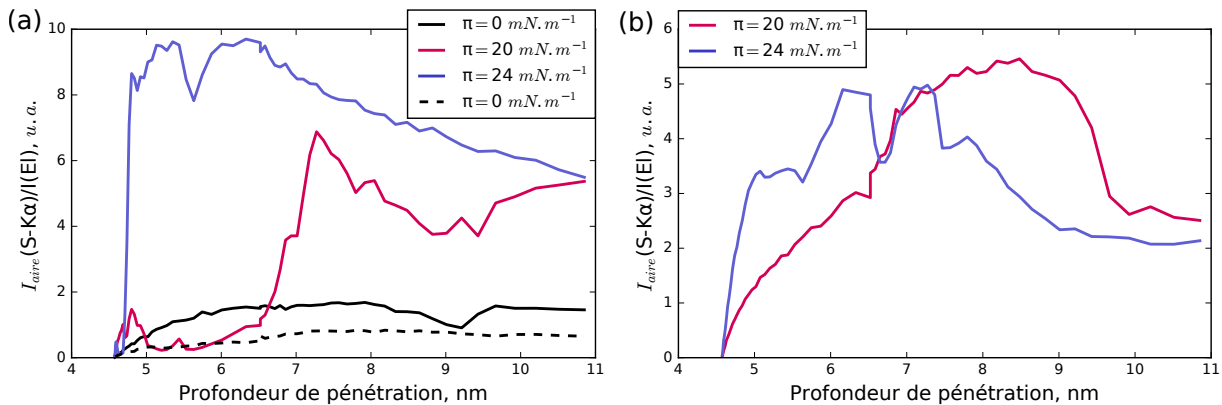 (a)
I_aire(S-Kα)/I(El), u.a.
10
8
6
4
2
0
4 5 6 7 8 9 10 11
Profondeur de pénétration, nm
π = 0 mN.m⁻¹
π = 20 mN.m⁻¹
π = 24 mN.m⁻¹
π = 0 mN.m⁻¹
(b)
I_aire(S-Kα)/I(El), u.a.
6
5
4
3
2
1
0
4 5 6 7 8 9 10 11
Profondeur de pénétration, nm
π = 20 mN.m⁻¹
π = 24 mN.m⁻¹